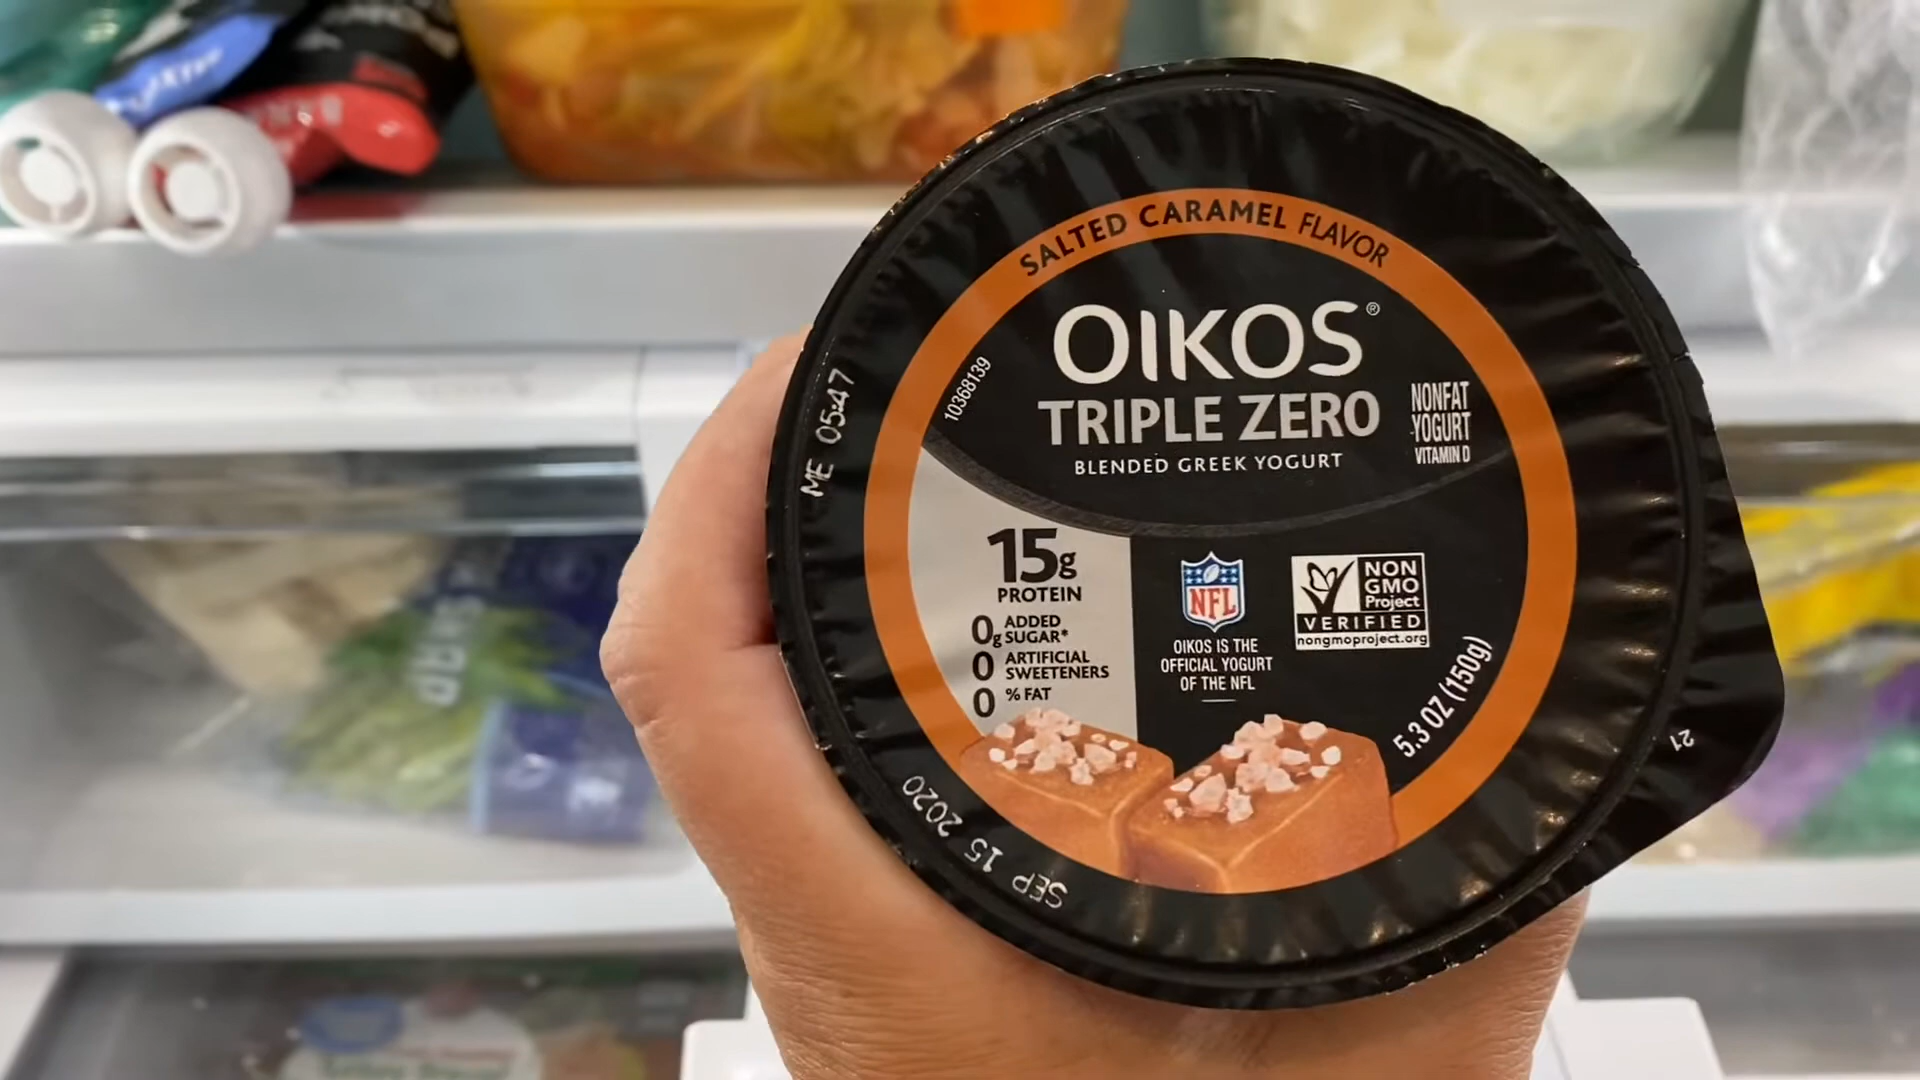 SALTED CARAMEL FLAVOR
OIKOS®
TRIPLE ZERO
BLENDED GREEK YOGURT
NONFAT
YOGURT
VITAMIN D
10368139
ME 05:47
15g
PROTEIN
0g ADDED
SUGAR*
0 ARTIFICIAL
SWEETENERS
0 % FAT
NFL
OIKOS IS THE
OFFICIAL YOGURT
OF THE NFL
NON
GMO
Project
VERIFIED
nongmoproject.org
5.3 OZ (150g)
21
SEP 15 2020